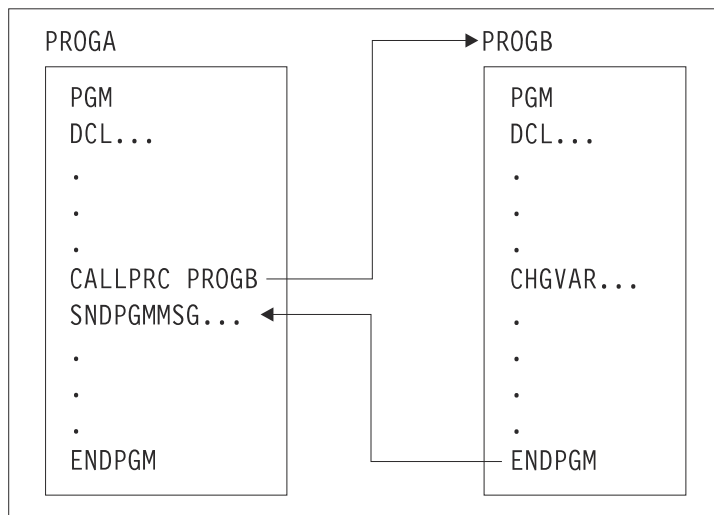 PROGA
PGM
DCL...
.
.
.
CALLPRC PROGB
SNDPGMMSG...
.
.
.
ENDPGM
PROGB
PGM
DCL...
.
.
.
CHGVAR...
.
.
.
.
ENDPGM